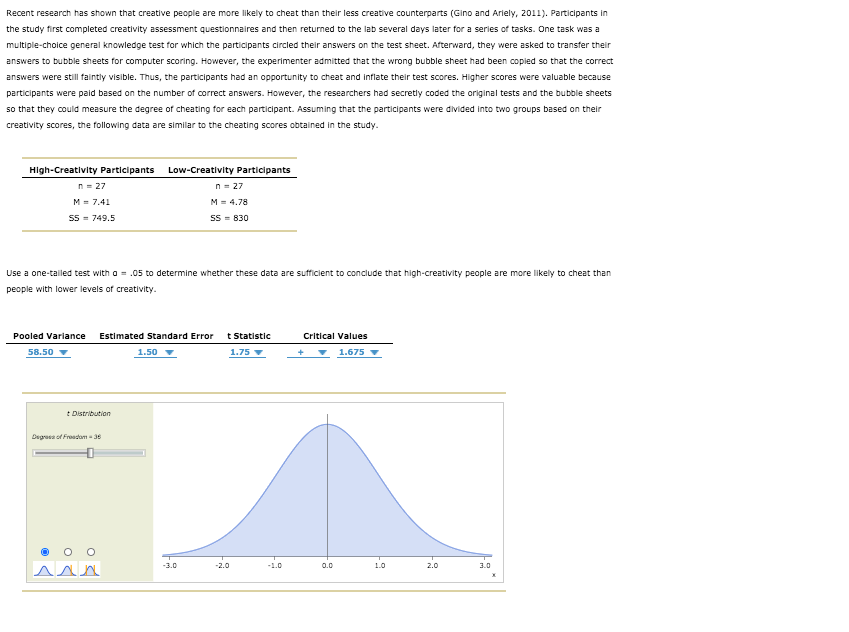 Recent research has shown that creative people are more likely to cheat than their less creative counterparts (Gino and Ariely, 2011). Participants in
the study first completed creativity assessment questionnaires and then returned to the lab several days later for a series of tasks. One task was a
multiple-choice general knowledge test for which the participants circled their answers on the test sheet. Afterward, they were asked to transfer their
answers to bubble sheets for computer scoring. However, the experimenter admitted that the wrong bubble sheet had been copied so that the correct
answers were still faintly visible. Thus, the participants had an opportunity to cheat and inflate their test scores. Higher scores were valuable because
participants were paid based on the number of correct answers. However, the researchers had secretly coded the original tests and the bubble sheets
so that they could measure the degree of cheating for each participant. Assuming that the participants were divided into two groups based on their
creativity scores, the following data are similar to the cheating scores obtained in the study.
High-Creativity Participants Low-Creativity Participants
n = 27 n = 27
M = 7.41 M = 4.78
SS = 749.5 SS = 830
Use a one-tailed test with α = .05 to determine whether these data are sufficient to conclude that high-creativity people are more likely to cheat than
people with lower levels of creativity.
Pooled Variance Estimated Standard Error t Statistic Critical Values
58.50 1.50 1.75 + 1.675
t Distribution
Degrees of Freedom = 36
-3.0 -2.0 -1.0 0.0 1.0 2.0 3.0
x